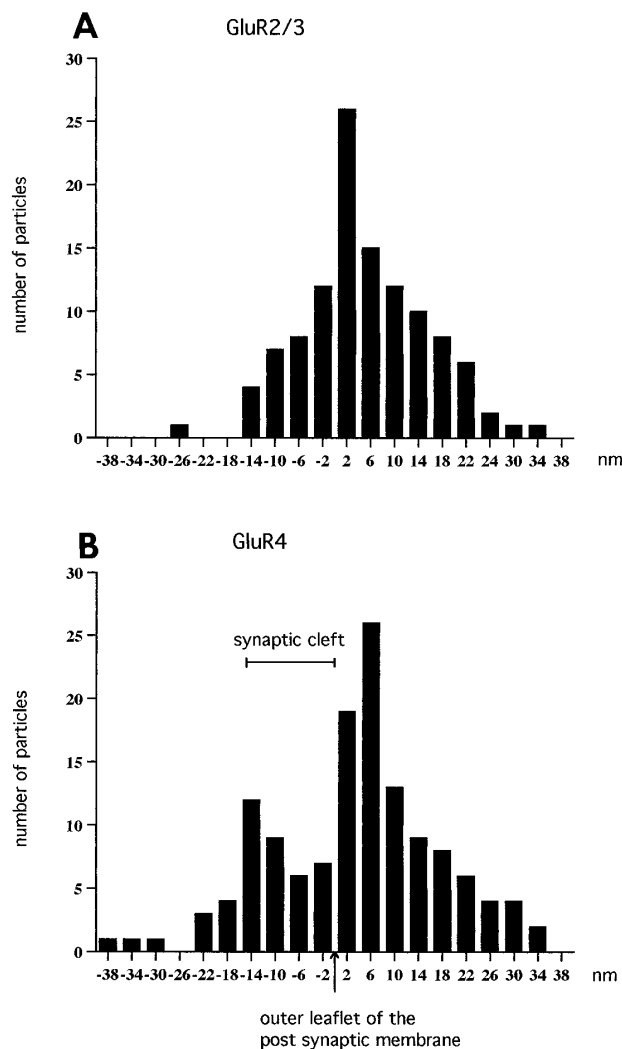 A
GluR2/3
number of particles
30
25
20
15
10
5
0
-38 -34 -30 -26 -22 -18 -14 -10 -6 -2 2 6 10 14 18 22 24 30 34 38 nm
B
GluR4
number of particles
30
25
20
15
10
5
0
synaptic cleft
-38 -34 -30 -26 -22 -18 -14 -10 -6 -2 2 6 10 14 18 22 26 30 34 38 nm
outer leaflet of the
post synaptic membrane